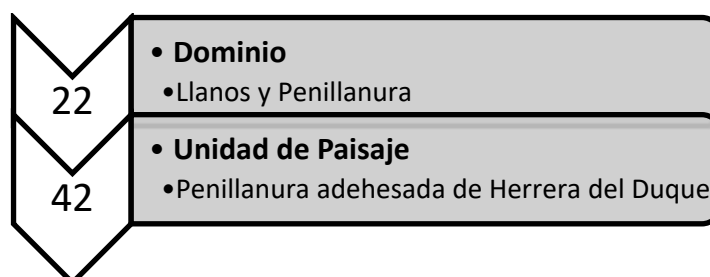 22
• Dominio
•Llanos y Penillanura
42
• Unidad de Paisaje
•Penillanura adehesada de Herrera del Duque